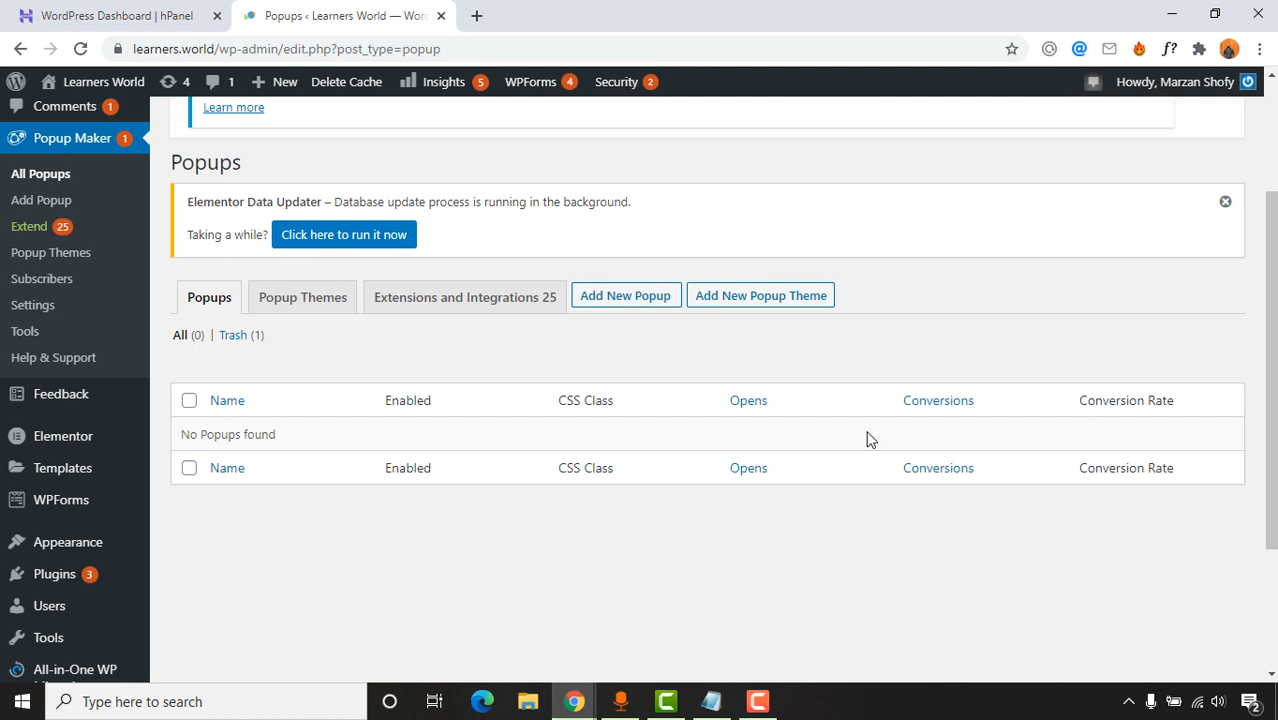 WordPress Dashboard | hPanel
Popups ‹ Learners World — Wor
learners.world/wp-admin/edit.php?post_type=popup
f?
Learners World 4 1 New Delete Cache Insights 5 WPForms 4 Security 2 Howdy, Marzan Shofy
Comments 1
Popup Maker 1
All Popups
Add Popup
Extend 25
Popup Themes
Subscribers
Settings
Tools
Help & Support
Feedback
Elementor
Templates
WPForms
Appearance
Plugins 3
Users
Tools
All-in-One WP
Learn more
Popups
Elementor Data Updater – Database update process is running in the background.
Taking a while? Click here to run it now
Popups Popup Themes Extensions and Integrations 25 Add New Popup Add New Popup Theme
All (0) | Trash (1)
Name Enabled CSS Class Opens Conversions Conversion Rate
No Popups found
Name Enabled CSS Class Opens Conversions Conversion Rate
Type here to search
2